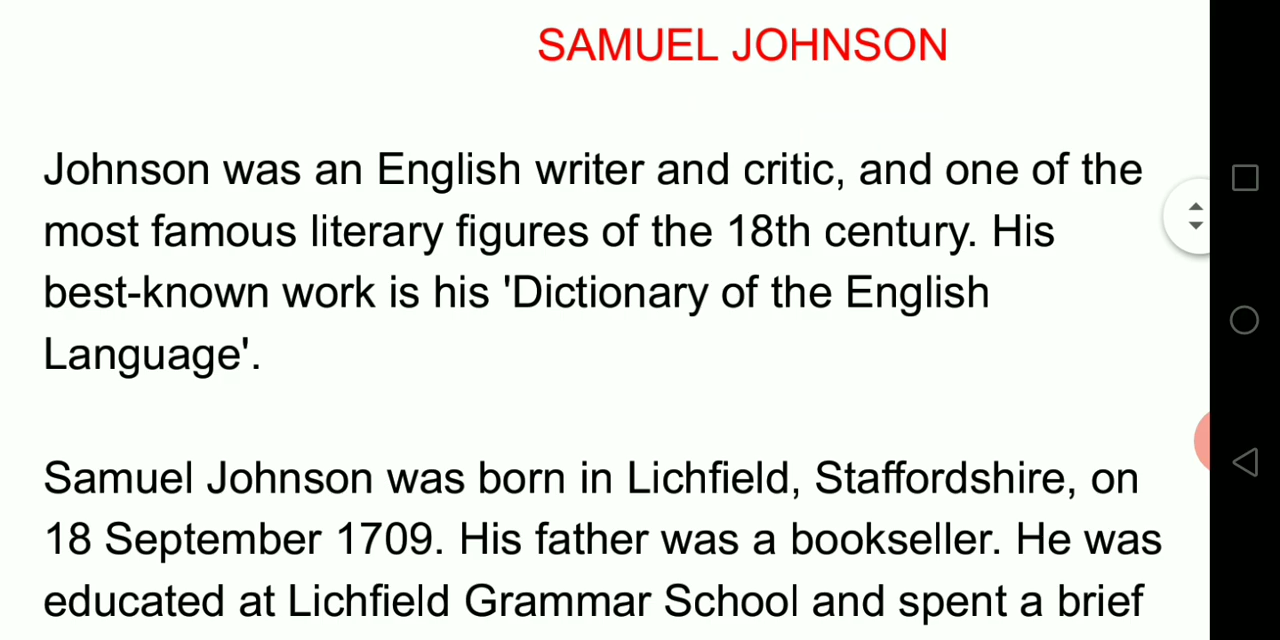 SAMUEL JOHNSON
Johnson was an English writer and critic, and one of the
most famous literary figures of the 18th century. His
best-known work is his 'Dictionary of the English
Language'.
Samuel Johnson was born in Lichfield, Staffordshire, on
18 September 1709. His father was a bookseller. He was
educated at Lichfield Grammar School and spent a brief